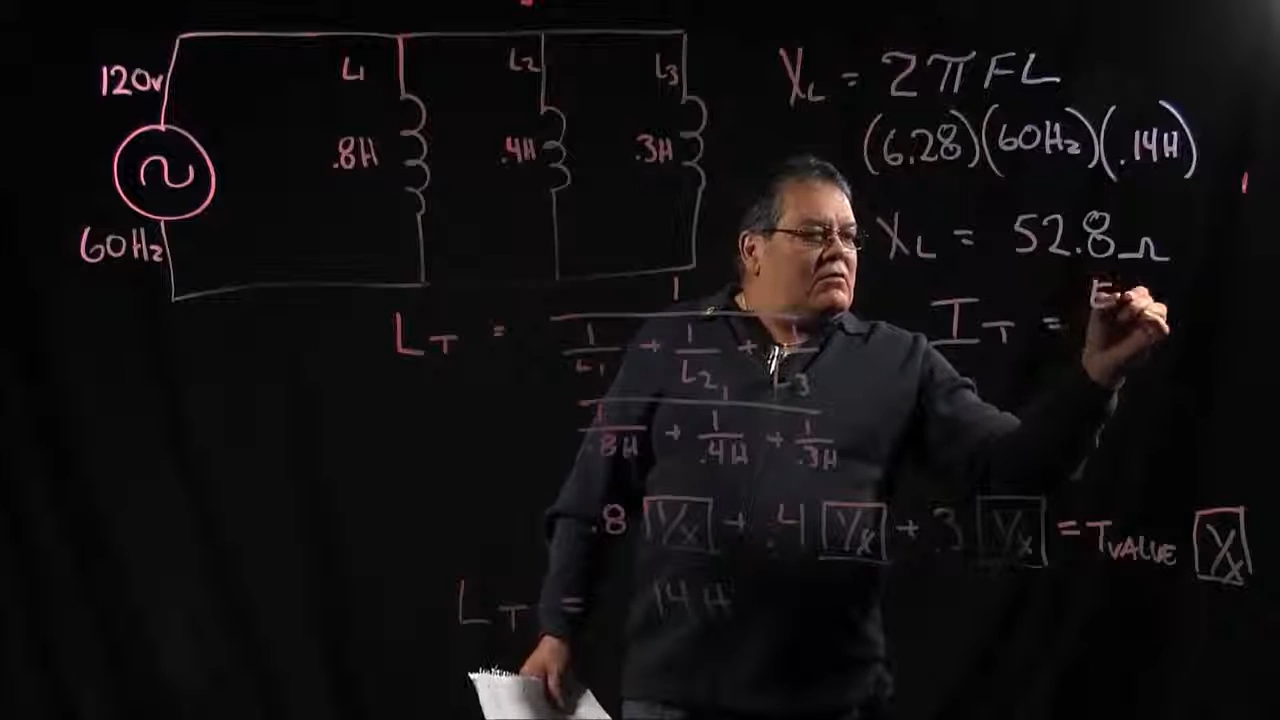 120v
L1
L2
L3
.8H
.4H
.3H
60Hz
XL = 2πFL
(6.28)(60Hz)(.14H)
XL = 52.8Ω
IT = E
LT = 1
1/L1 + 1/L2 + 1/L3
1
1/.8H + 1/.4H + 1/.3H
.8 1/x + .4 1/x + .3 1/x = TVALUE 1/x
LT = .14H